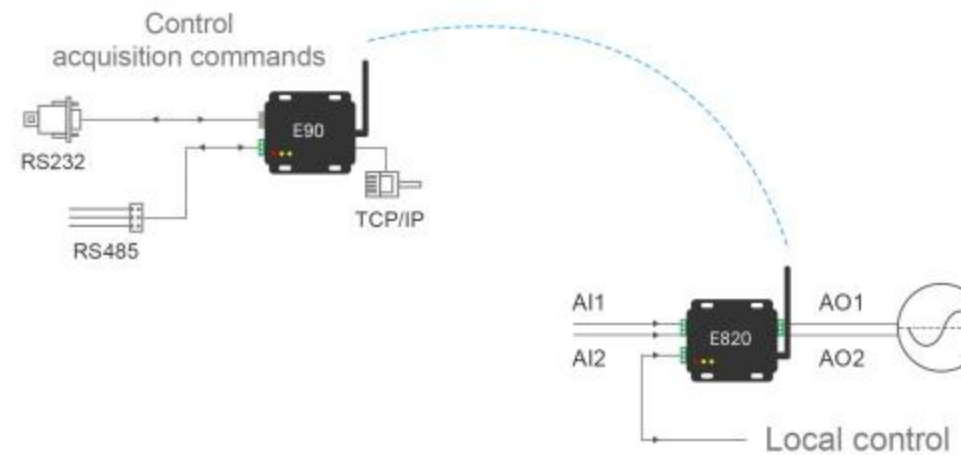 Control
acquisition commands
E90
RS232
TCP/IP
RS485
AI1
AO1
E820
AI2
AO2
Local control